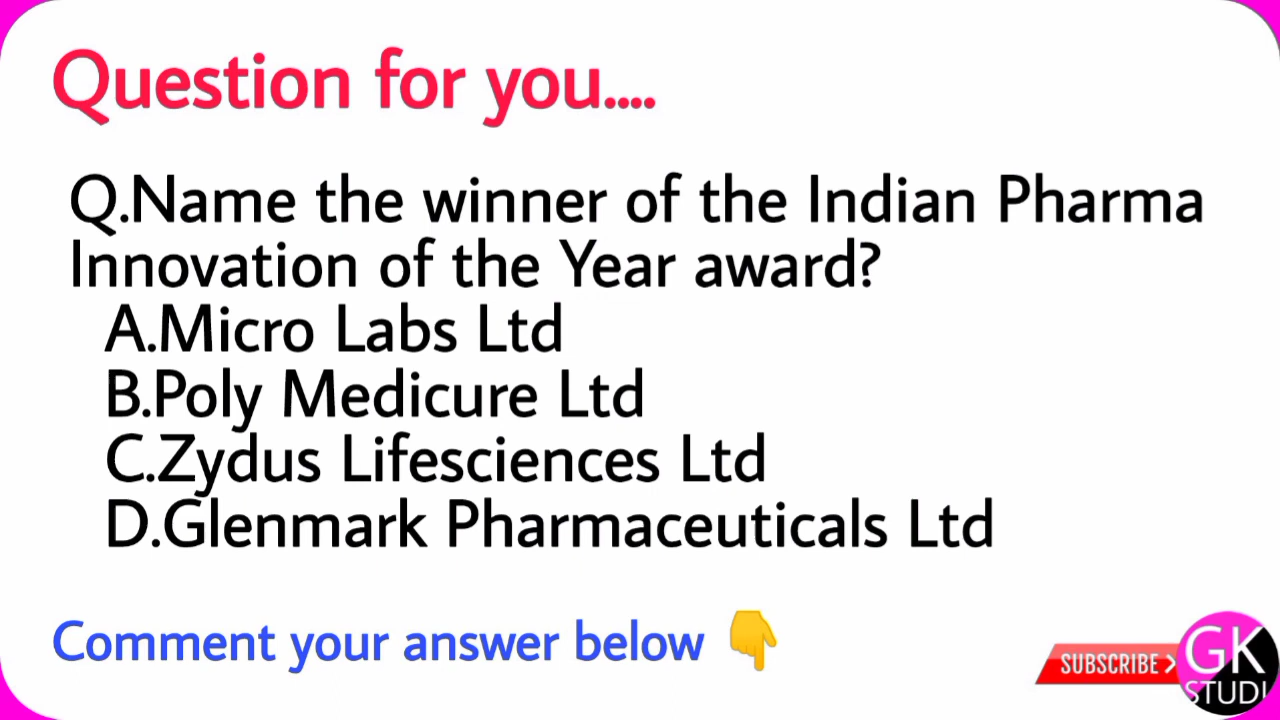 Question for you....
Q.Name the winner of the Indian Pharma
Innovation of the Year award?
A.Micro Labs Ltd
B.Poly Medicure Ltd
C.Zydus Lifesciences Ltd
D.Glenmark Pharmaceuticals Ltd
Comment your answer below 👇
SUBSCRIBE >
GK
STUDI